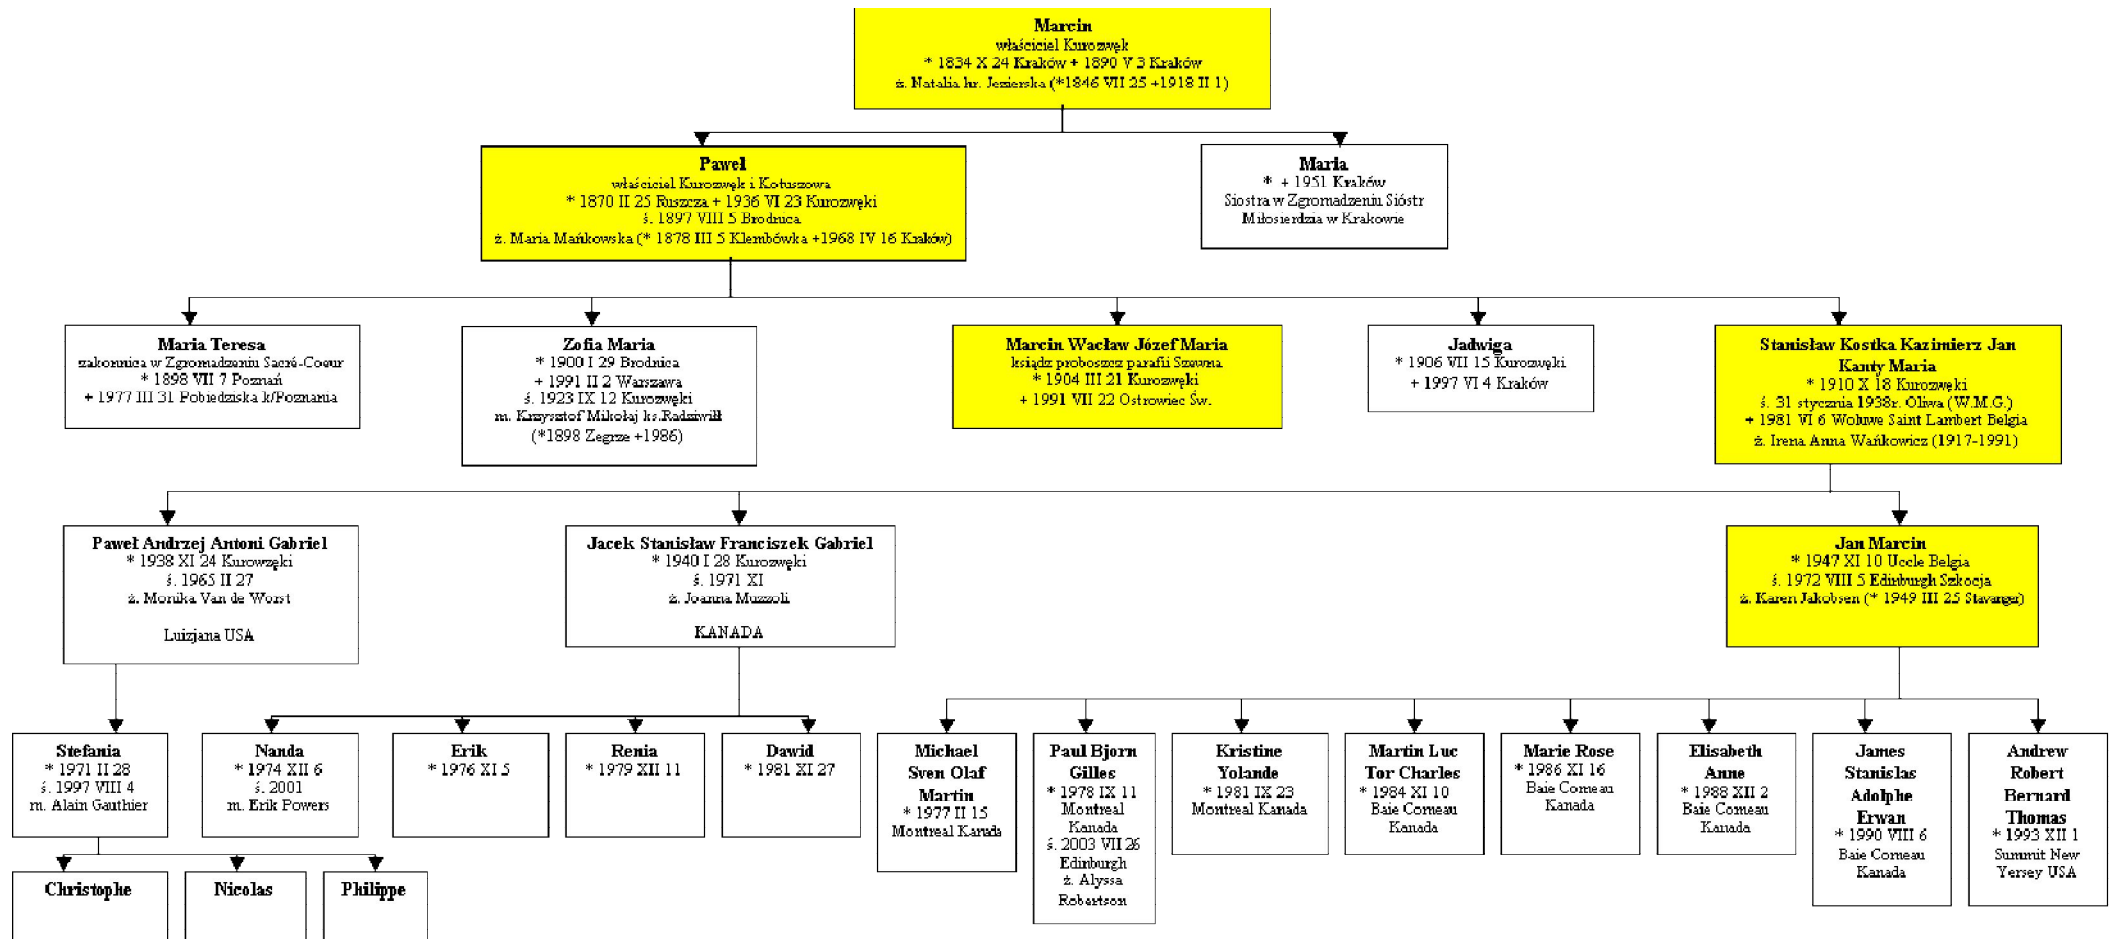 Marcin
właściciel Kurozwęk
* 1834 X 24 Kraków + 1890 V 3 Kraków
ż. Natalia hr. Jezierska (*1846 VII 25 +1918 II 1)
Paweł
właściciel Kurozwęk i Kotuszowa
* 1870 II 25 Ruszcza + 1936 VI 23 Kurozwęki
ś. 1897 VIII 5 Brodnica
ż. Maria Mańkowska (* 1878 III 5 Klembówka +1968 IV 16 Kraków)
Maria
* + 1951 Kraków
Siostra w Zgromadzeniu Sióstr
Miłosierdzia w Krakowie
Maria Teresa
zakonnica w Zgromadzeniu Sacré-Coeur
* 1898 VII 7 Poznań
+ 1977 III 31 Pobiedziska k/Poznania
Zofia Maria
* 1900 I 29 Brodnica
+ 1991 II 2 Warszawa
ś. 1923 IX 12 Kurozwęki
m. Krzysztof Mikołaj ks.Radziwiłł
(*1898 Zegrze +1986)
Marcin Wacław Józef Maria
ksiądz proboszcz parafii Szewna
* 1904 III 21 Kurozwęki
+ 1991 VII 22 Ostrowiec Św.
Jadwiga
* 1906 VII 15 Kurozwęki
+ 1997 VI 4 Kraków
Stanisław Kostka Kazimierz Jan
Kanty Maria
* 1910 X 18 Kurozwęki
ś. 31 stycznia 1938r. Oliwa (W.M.G.)
+ 1981 VI 6 Woluwe Saint Lambert Belgia
ż. Irena Anna Wańkowicz (1917-1991)
Paweł Andrzej Antoni Gabriel
* 1938 XI 24 Kurowzęki
ś. 1965 II 27
ż. Monika Van de Worst
Luizjana USA
Jacek Stanisław Franciszek Gabriel
* 1940 I 28 Kurozwęki
ś. 1971 XI
ż. Joanna Muzzoli
KANADA
Jan Marcin
* 1947 XI 10 Uccle Belgia
ś. 1972 VIII 5 Edinburgh Szkocja
ż. Karen Jakobsen (* 1949 III 25 Stavanger)
Stefania
* 1971 II 28
ś. 1997 VIII 4
m. Alain Gauthier
Nanda
* 1974 XII 6
ś. 2001
m. Erik Powers
Erik
* 1976 XI 5
Renia
* 1979 XII 11
Dawid
* 1981 XI 27
Michael
Sven Olaf
Martin
* 1977 II 15
Montreal Kanada
Paul Bjorn
Gilles
* 1978 IX 11
Montreal
Kanada
ś. 2003 VII 26
Edinburgh
ż. Alyssa
Robertson
Kristine
Yolande
* 1981 IX 23
Montreal Kanada
Martin Luc
Tor Charles
* 1984 XI 10
Baie Comeau
Kanada
Marie Rose
* 1986 XI 16
Baie Comeau
Kanada
Elisabeth
Anne
* 1988 XII 2
Baie Comeau
Kanada
James
Stanislas
Adolphe
Erwan
* 1990 VIII 6
Baie Comeau
Kanada
Andrew
Robert
Bernard
Thomas
* 1993 XII 1
Summit New
Yersey USA
Christophe
Nicolas
Philippe